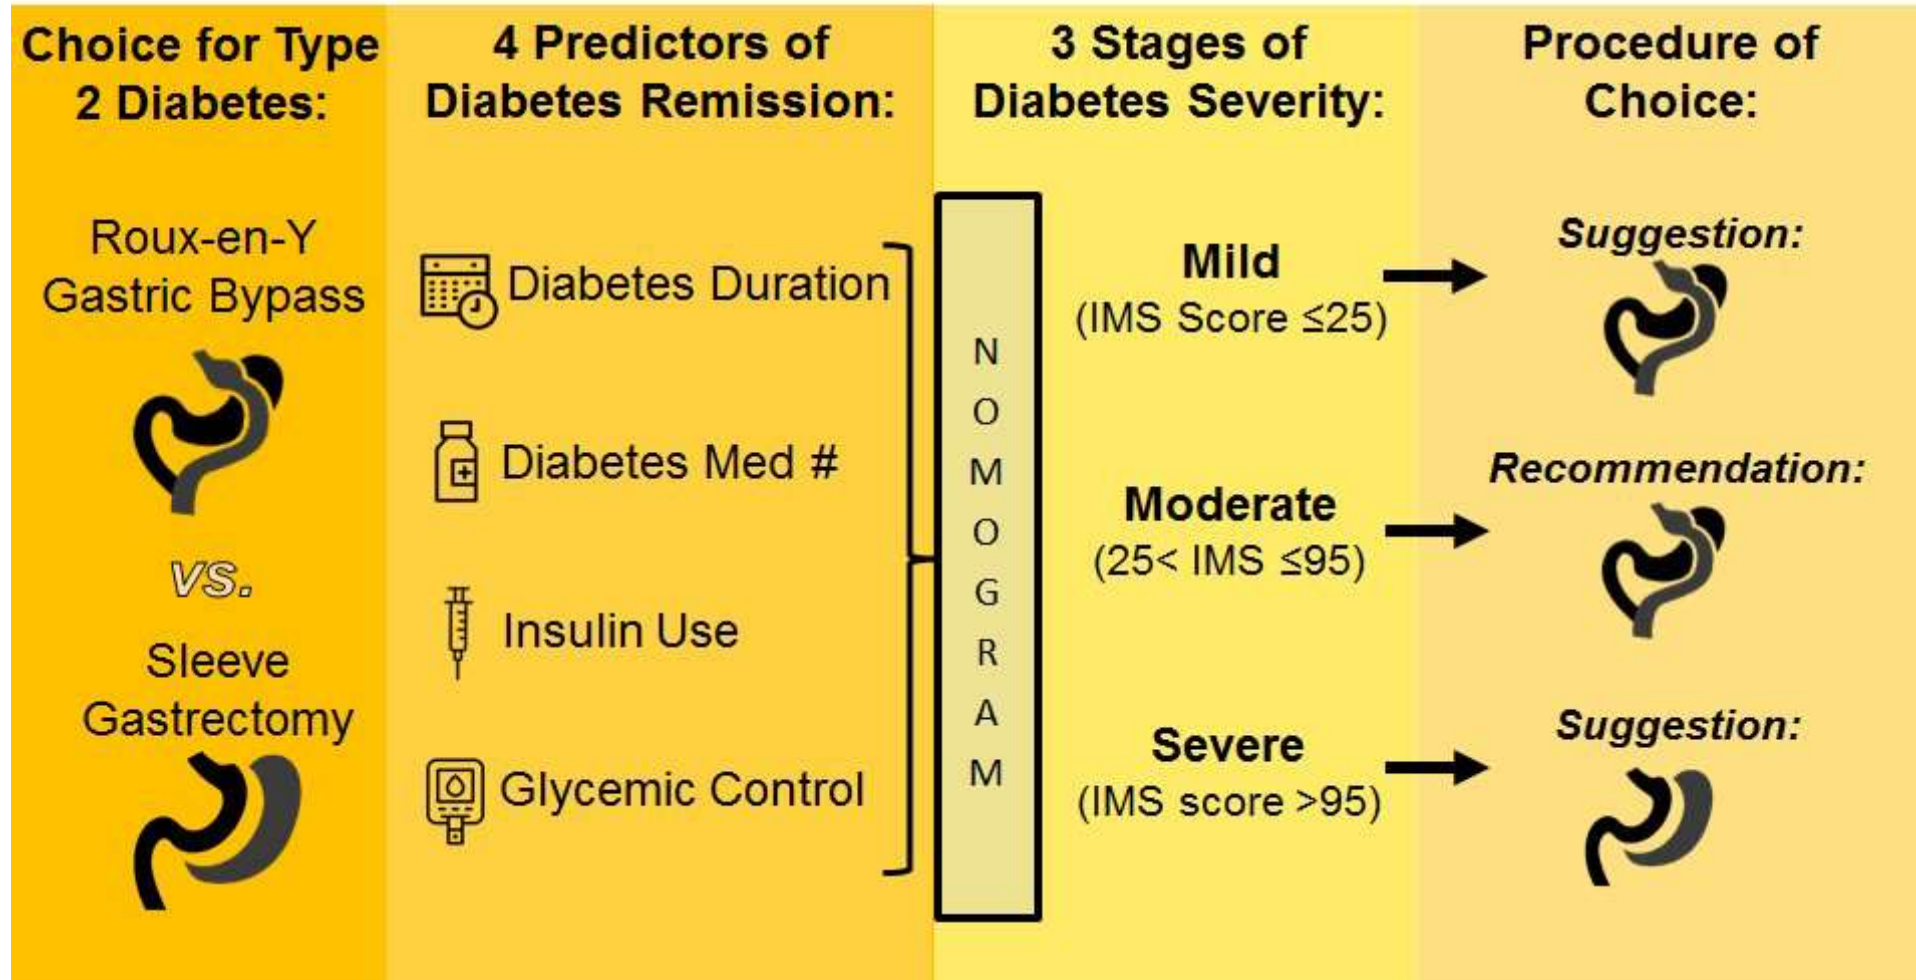 Choice for Type
2 Diabetes:
Roux-en-Y
Gastric Bypass
vs.
Sleeve
Gastrectomy
4 Predictors of
Diabetes Remission:
Diabetes Duration
Diabetes Med #
Insulin Use
Glycemic Control
N
O
M
O
G
R
A
M
3 Stages of
Diabetes Severity:
Mild
(IMS Score ≤25)
Moderate
(25< IMS ≤95)
Severe
(IMS score >95)
Procedure of
Choice:
Suggestion:
Recommendation:
Suggestion: